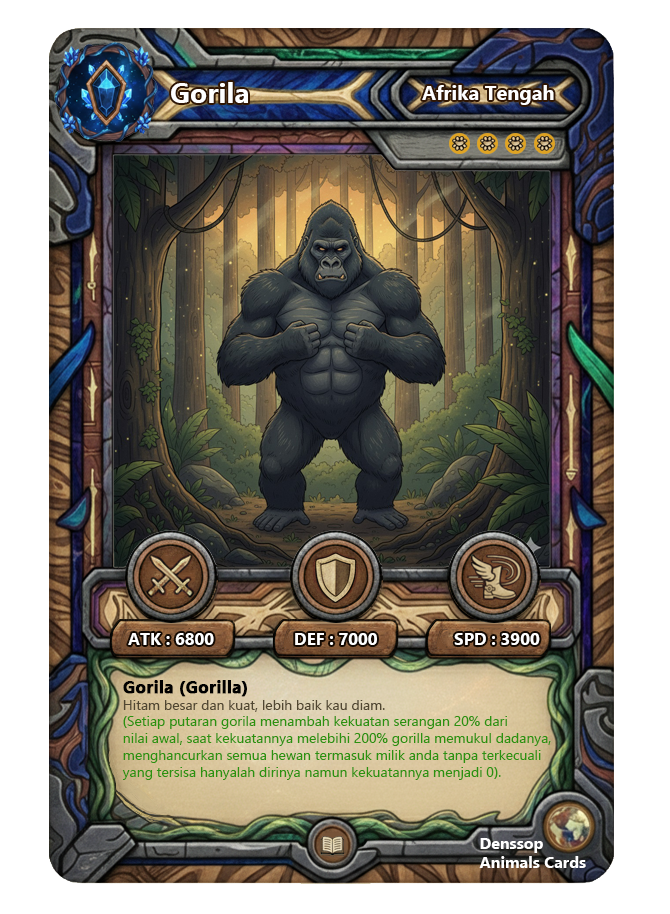 Gorila
Afrika Tengah
ATK : 6800
DEF : 7000
SPD : 3900
Gorila (Gorilla)
Hitam besar dan kuat, lebih baik kau diam.
(Setiap putaran gorila menambah kekuatan serangan 20% dari
nilai awal, saat kekuatannya melebihi 200% gorilla memukul dadanya,
menghancurkan semua hewan termasuk milik anda tanpa terkecuali
yang tersisa hanyalah dirinya namun kekuatannya menjadi 0).
Denssop
Animals Cards